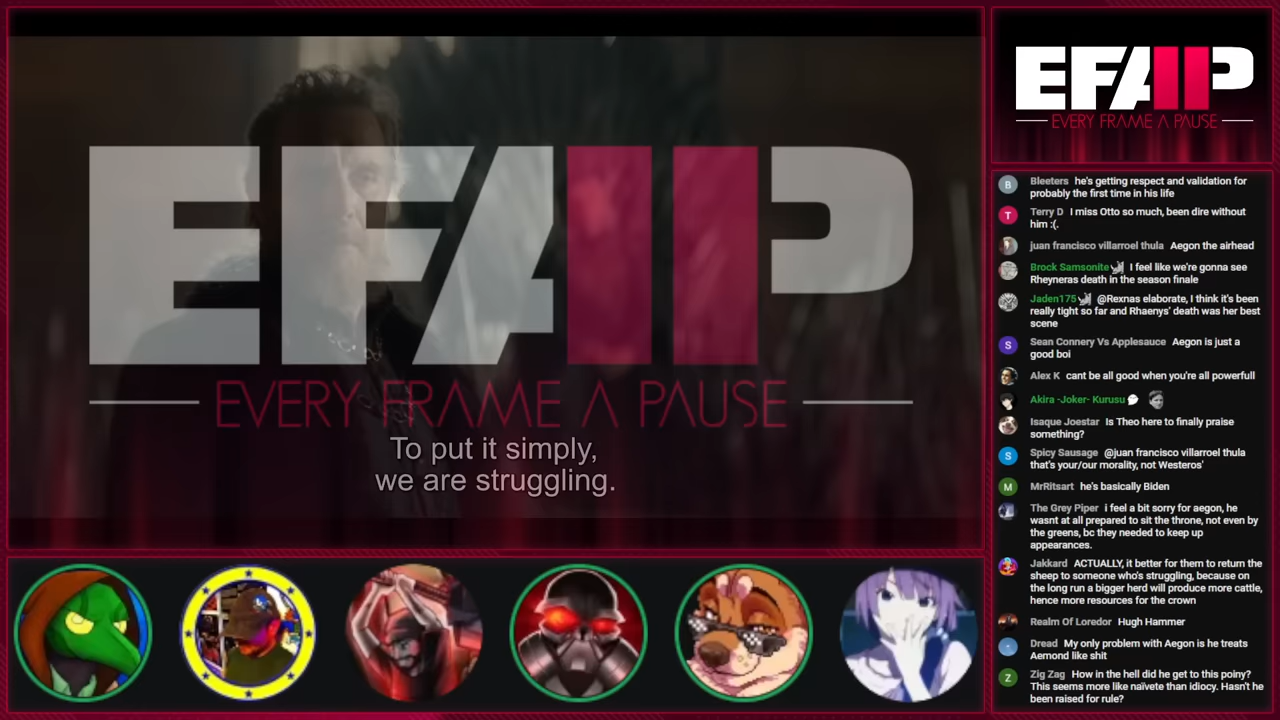 EFAP
EVERY FRAME A PAUSE
To put it simply,
we are struggling.
EFAP
EVERY FRAME A PAUSE
B
Bleeters he's getting respect and validation for
probably the first time in his life
T
Terry D I miss Otto so much, been dire without
him :(.
juan francisco villarroel thula Aegon the airhead
Brock Samsonite I feel like we're gonna see
Rheyneras death in the season finale
Jaden175 @Rexnas elaborate, I think it's been
really tight so far and Rhaenys' death was her best
scene
S
Sean Connery Vs Applesauce Aegon is just a
good boi
Alex K cant be all good when you're all powerfull
Akira -Joker- Kurusu
Isaque Joestar Is Theo here to finally praise
something?
S
Spicy Sausage @juan francisco villarroel thula
that's your/our morality, not Westeros'
M
MrRitsart he's basically Biden
The Grey Piper i feel a bit sorry for aegon, he
wasnt at all prepared to sit the throne, not even by
the greens, bc they needed to keep up
appearances.
Jakkard ACTUALLY, it better for them to return the
sheep to someone who's struggling, because on
the long run a bigger herd will produce more cattle,
hence more resources for the crown
Realm Of Loredor Hugh Hammer
Dread My only problem with Aegon is he treats
Aemond like shit
Z
Zig Zag How in the hell did he get to this poiny?
This seems more like naïvete than idiocy. Hasn't he
been raised for rule?